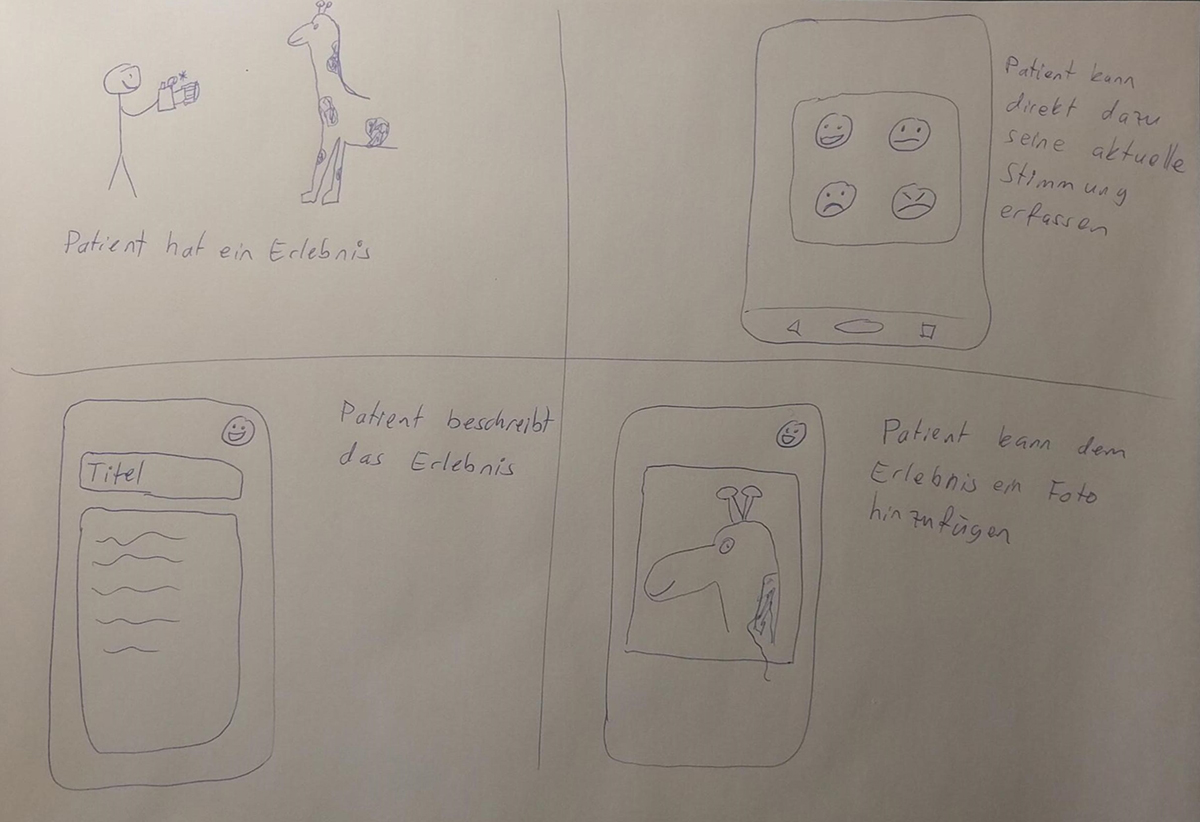 Patient hat ein Erlebnis
Patient kann
direkt dazu
seine aktuelle
Stimmung
erfassen
Titel
Patient beschreibt
das Erlebnis
Patient kann dem
Erlebnis ein Foto
hinzufügen